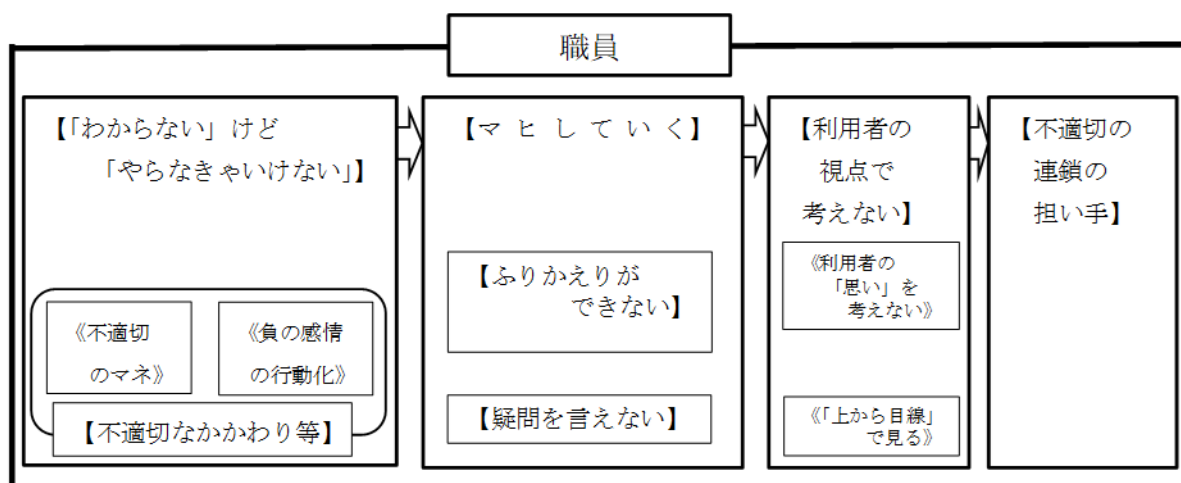 職員
【「わからない」けど
「やらなきゃいけない」】
《不適切
のマネ》
《負の感情
の行動化》
【不適切なかかわり等】
【マ ヒ し て い く】
【ふりかえりが
できない】
【疑問を言えない】
【利用者の
視点で
考えない】
《利用者の
「思い」を
考えない》
《「上から目線」
で見る》
【不適切の
連鎖の
担い手】